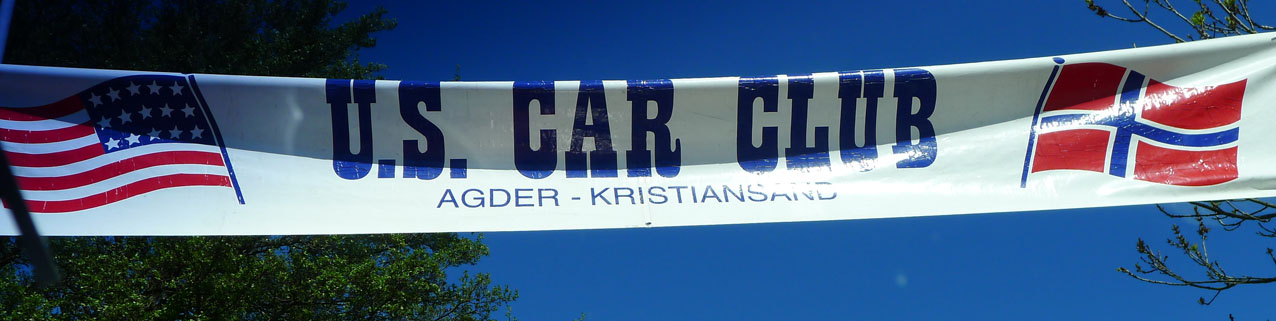 U.S. CAR CLUB
AGDER - KRISTIANSAND